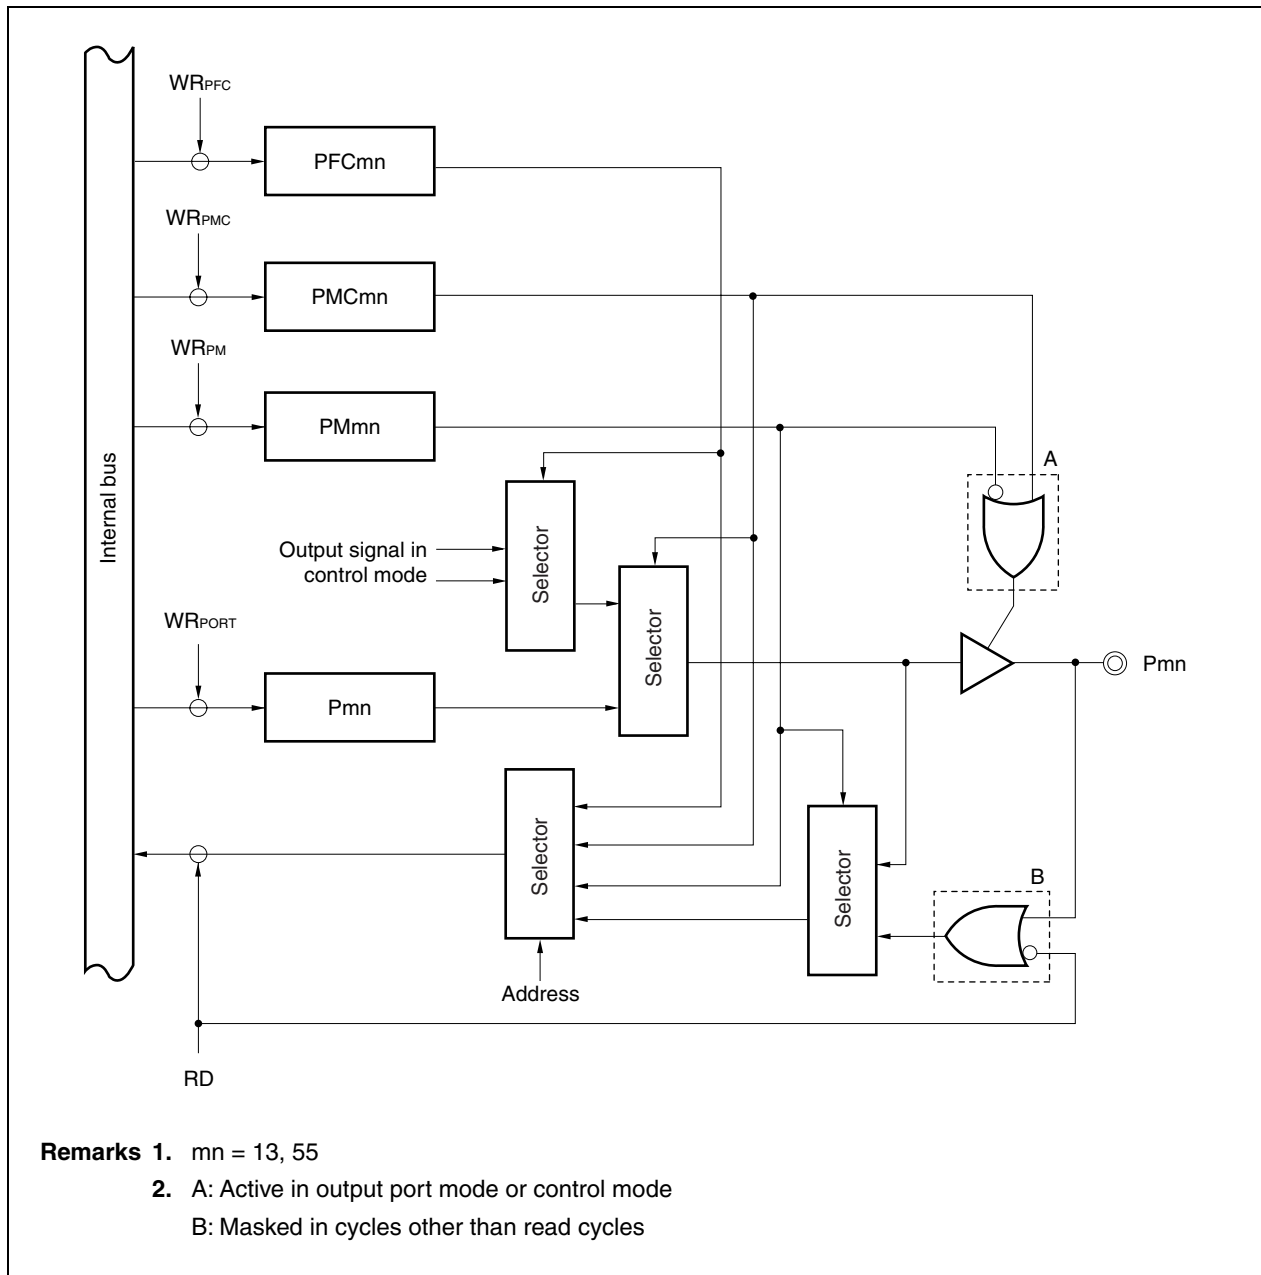 WRPFC
PFCmn
WRPMC
PMCmn
WRPM
PMmn
A
Internal bus
Output signal in
control mode
Selector
Selector
WRPORT
Pmn
Pmn
Selector
Selector
B
Address
RD
Remarks 1. mn = 13, 55
2. A: Active in output port mode or control mode
B: Masked in cycles other than read cycles